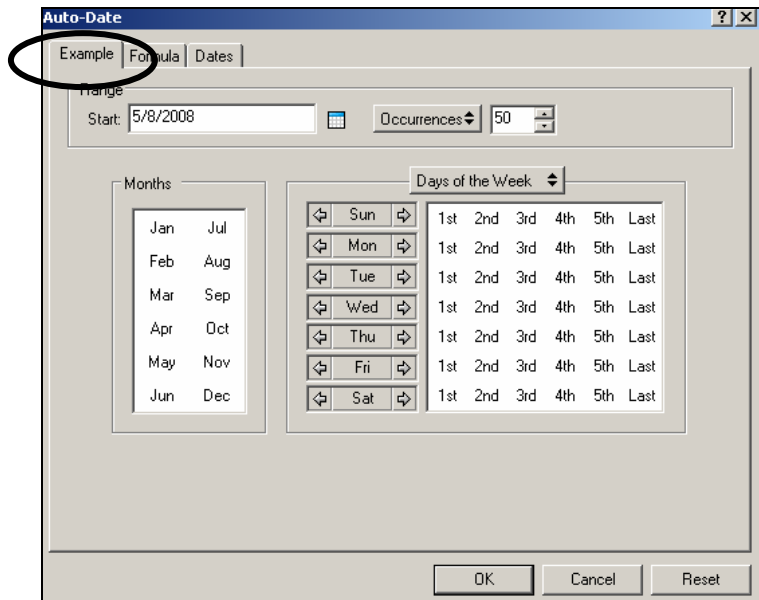 Auto-Date
Example Formula Dates
Range
Start: 5/8/2008 Occurrences 50
Months Days of the Week
Jan Jul
Feb Aug
Mar Sep
Apr Oct
May Nov
Jun Dec
Sun 1st 2nd 3rd 4th 5th Last
Mon 1st 2nd 3rd 4th 5th Last
Tue 1st 2nd 3rd 4th 5th Last
Wed 1st 2nd 3rd 4th 5th Last
Thu 1st 2nd 3rd 4th 5th Last
Fri 1st 2nd 3rd 4th 5th Last
Sat 1st 2nd 3rd 4th 5th Last
OK Cancel Reset